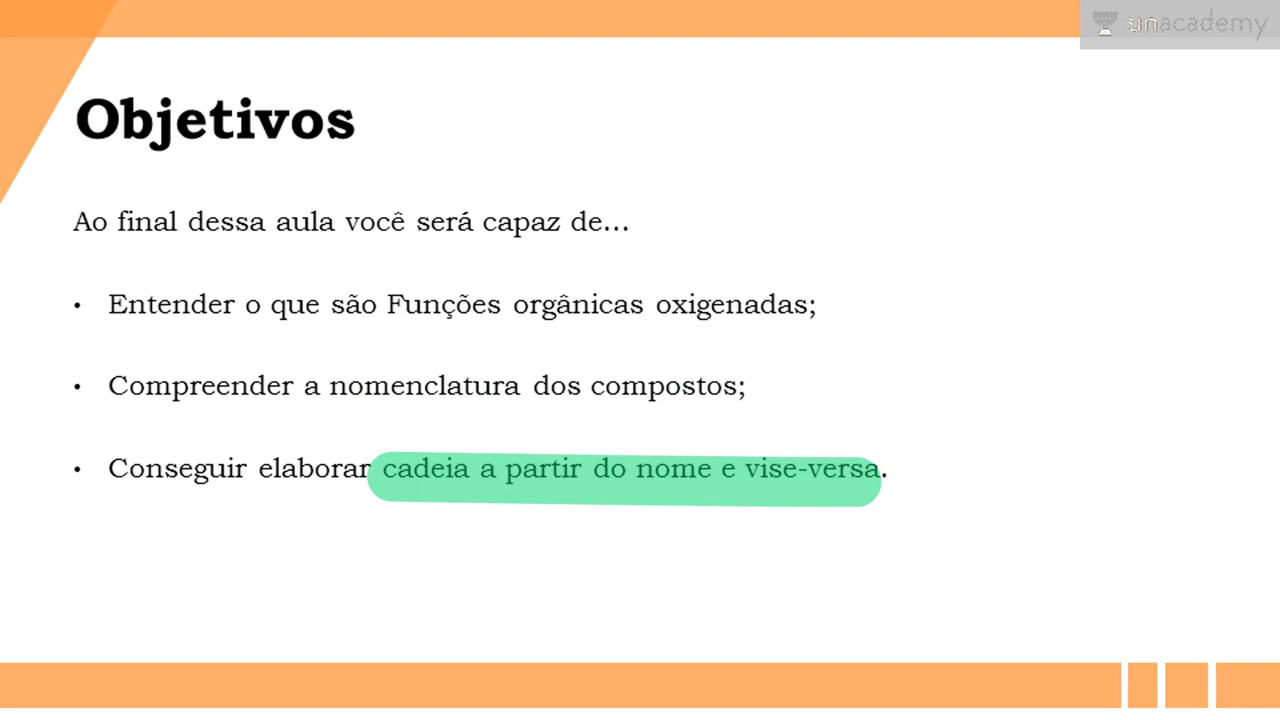 unacademy
Objetivos
Ao final dessa aula você será capaz de...
• Entender o que são Funções orgânicas oxigenadas;
• Compreender a nomenclatura dos compostos;
• Conseguir elaborar cadeia a partir do nome e vise-versa.